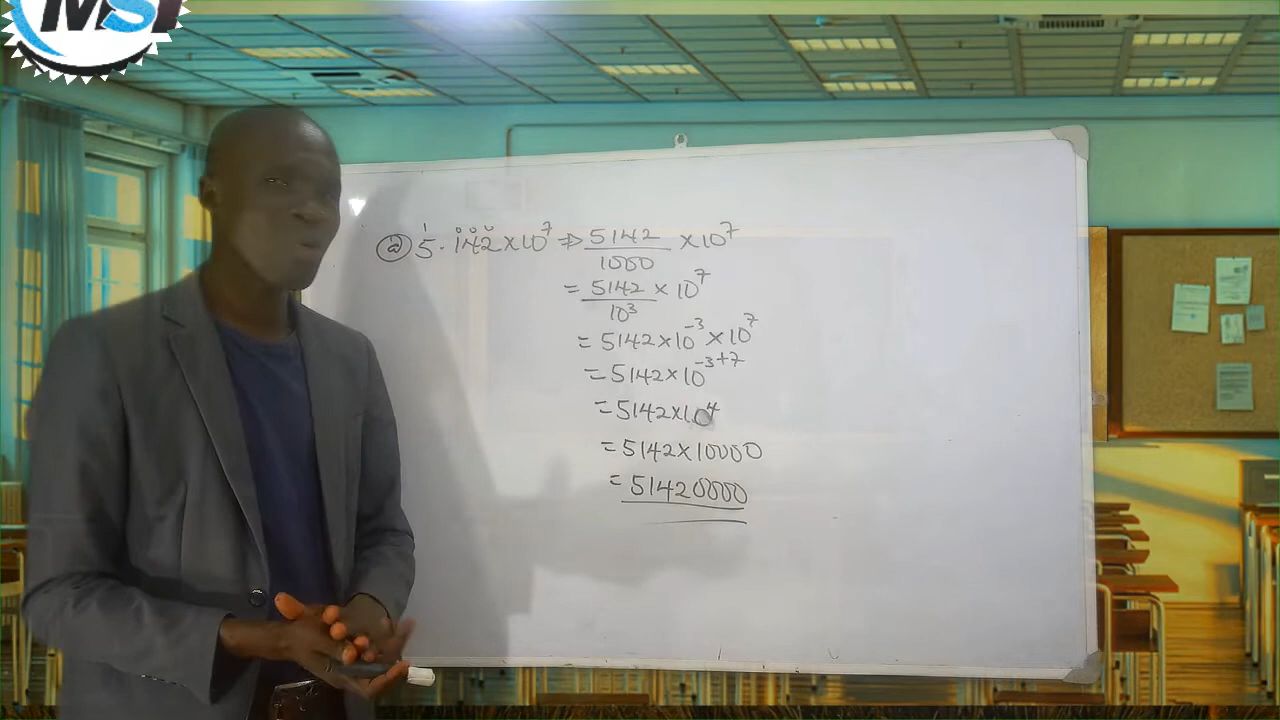 MSI
(a) 5.142×10⁷ ⇒ 5142/1000 ×10⁷
= 5142/10³ × 10⁷
= 5142×10⁻³ ×10⁷
= 5142×10⁻³⁺⁷
= 5142×10⁴
= 5142×10000
= 51420000